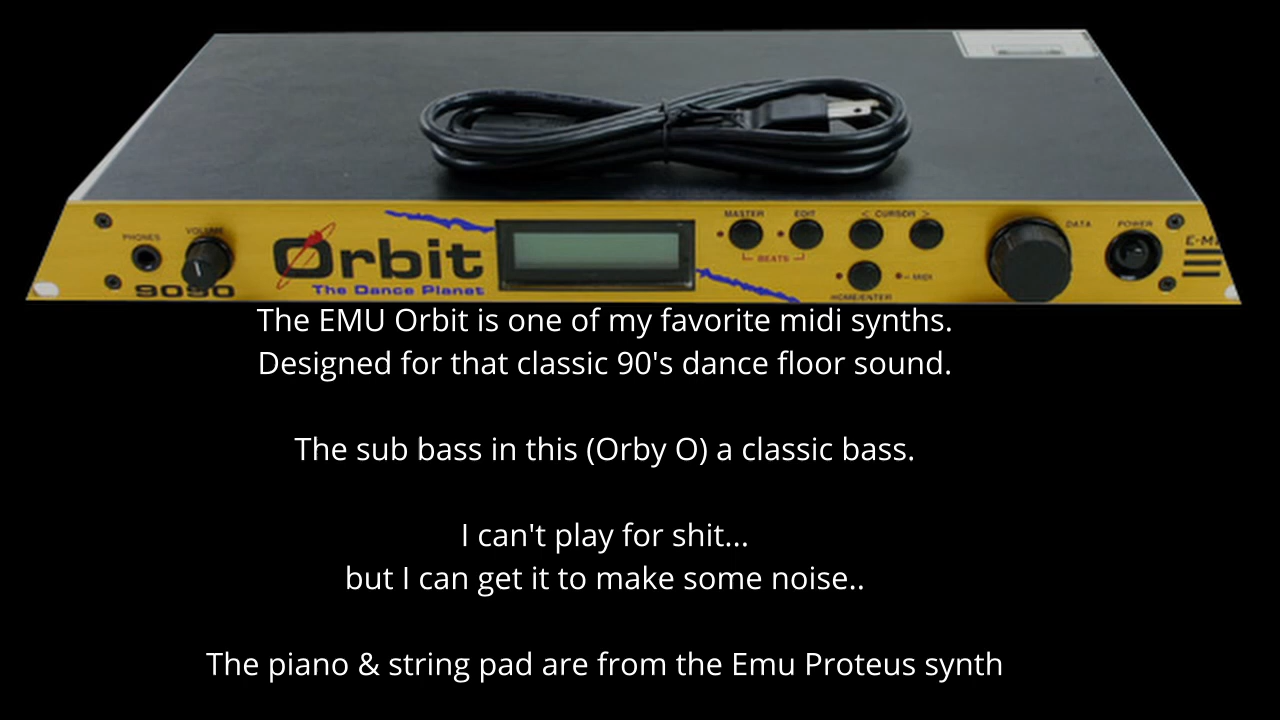 PHONES
VOLUME
Orbit
9090
The Dance Planet
MASTER
EDIT
< CURSOR >
BEATS
HOME/ENTER
MIDI
DATA
POWER
The EMU Orbit is one of my favorite midi synths.
Designed for that classic 90's dance floor sound.
The sub bass in this (Orby O) a classic bass.
I can't play for shit...
but I can get it to make some noise..
The piano & string pad are from the Emu Proteus synth